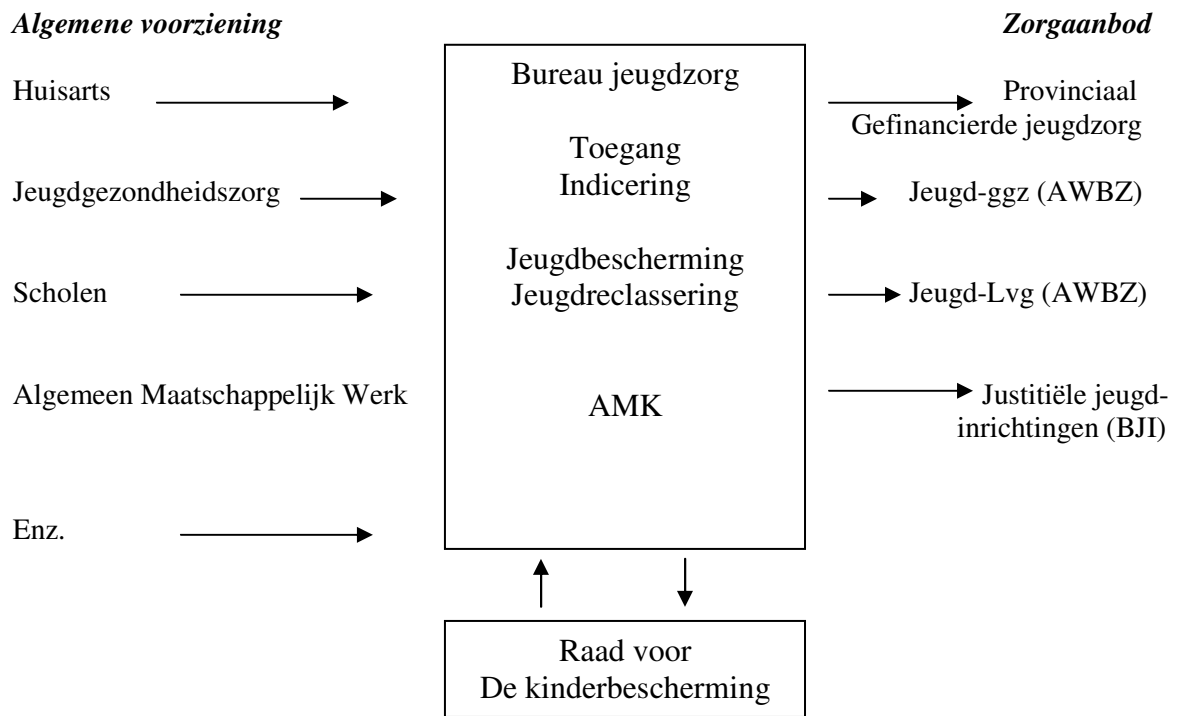 Algemene voorziening
Zorgaanbod
Huisarts
Jeugdgezondheidszorg
Scholen
Algemeen Maatschappelijk Werk
Enz.
Bureau jeugdzorg
Toegang
Indicering
Jeugdbescherming
Jeugdreclassering
AMK
Provinciaal
Gefinancierde jeugdzorg
Jeugd-ggz (AWBZ)
Jeugd-Lvg (AWBZ)
Justitiële jeugd-
inrichtingen (BJI)
Raad voor
De kinderbescherming